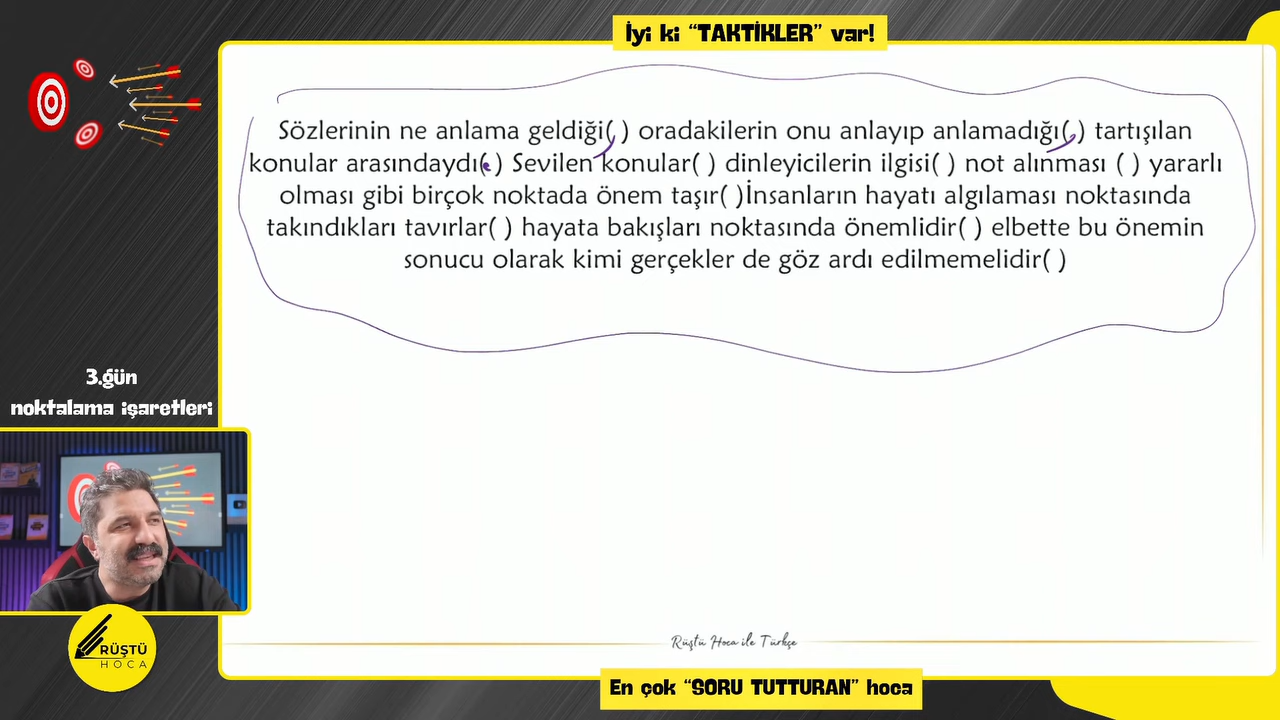 İyi ki “TAKTİKLER” var!
Sözlerinin ne anlama geldiği( ) oradakilerin onu anlayıp anlamadığı( ) tartışılan
konular arasındaydı( ) Sevilen konular( ) dinleyicilerin ilgisi( ) not alınması ( ) yararlı
olması gibi birçok noktada önem taşır( )İnsanların hayatı algılaması noktasında
takındıkları tavırlar( ) hayata bakışları noktasında önemlidir( ) elbette bu önemin
sonucu olarak kimi gerçekler de göz ardı edilmemelidir( )
3.gün
noktalama işaretleri
RÜŞTÜ
HOCA
Rüştü Hoca ile Türkçe
En çok “SORU TUTTURAN” hoca